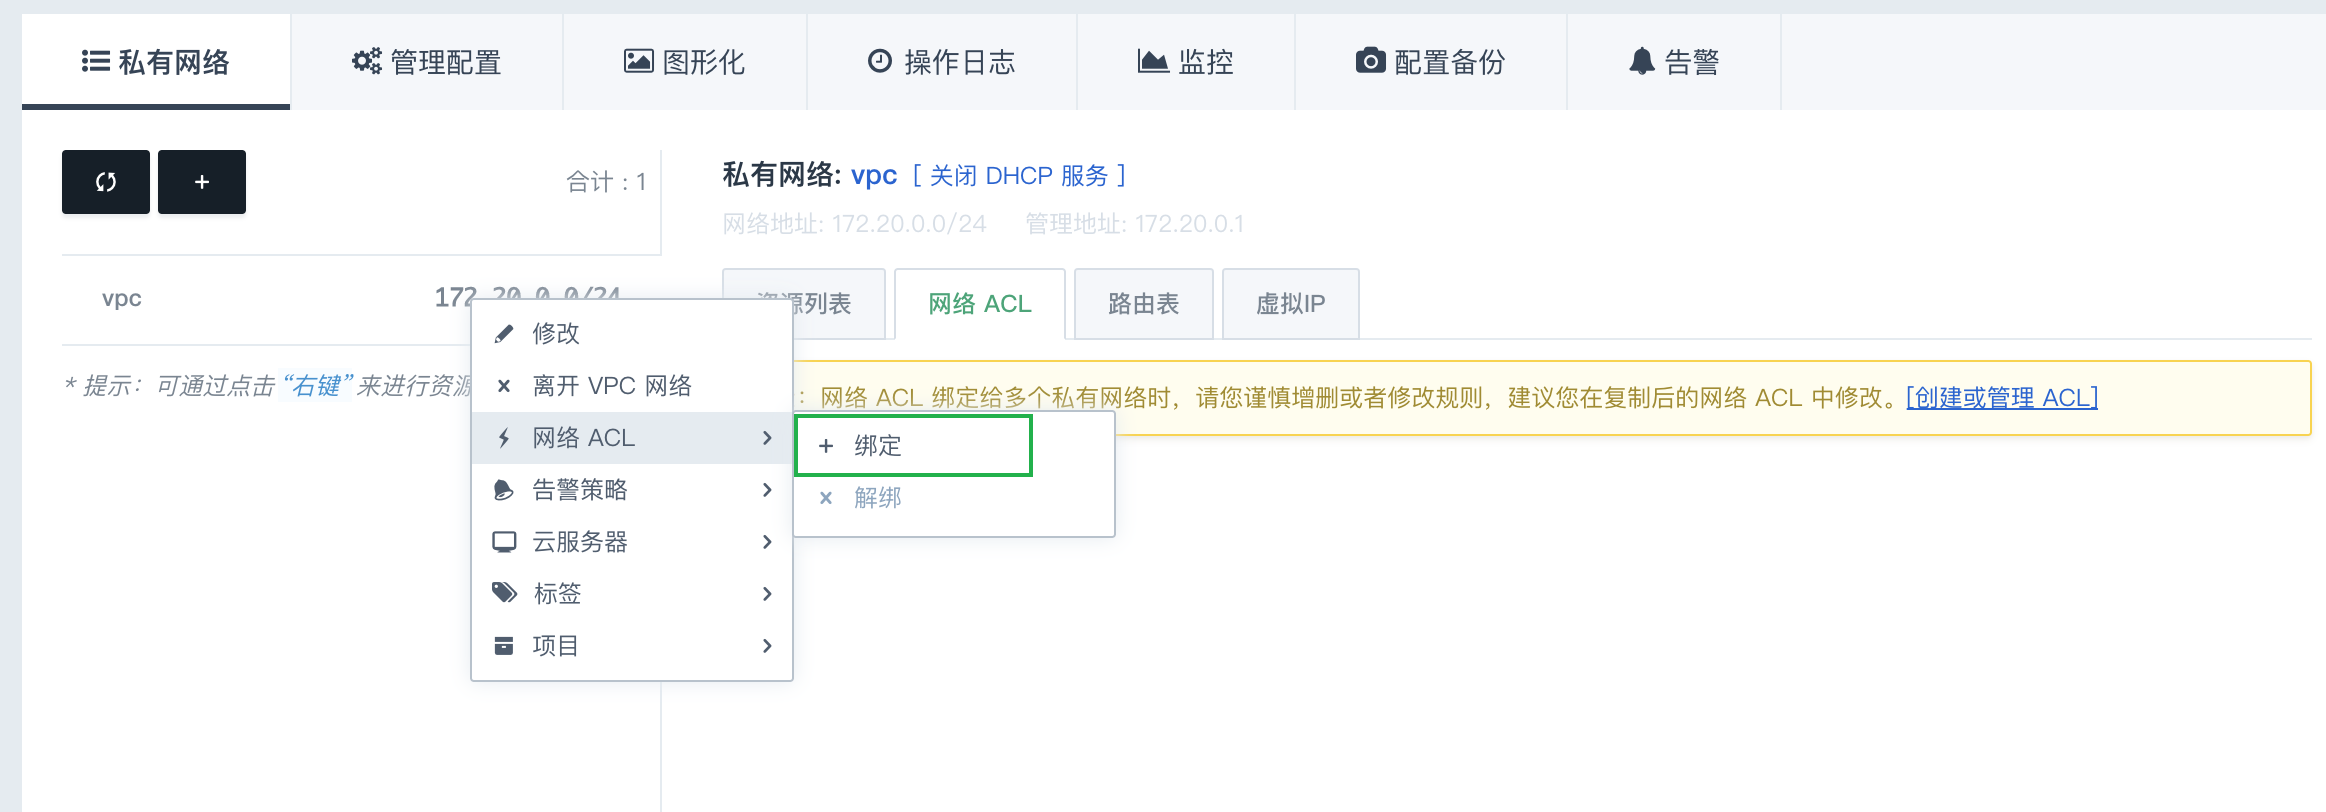 私有网络 管理配置 图形化 操作日志 监控 配置备份 告警
合计 : 1
私有网络: vpc [ 关闭 DHCP 服务 ]
网络地址: 172.20.0.0/24 管理地址: 172.20.0.1
vpc 172.20.0.0/24
* 提示：可通过点击“右键”来进行资源
资源列表 网络 ACL 路由表 虚拟IP
：网络 ACL 绑定给多个私有网络时，请您谨慎增删或者修改规则，建议您在复制后的网络 ACL 中修改。[创建或管理 ACL]
修改
离开 VPC 网络
网络 ACL
告警策略
云服务器
标签
项目
绑定
解绑